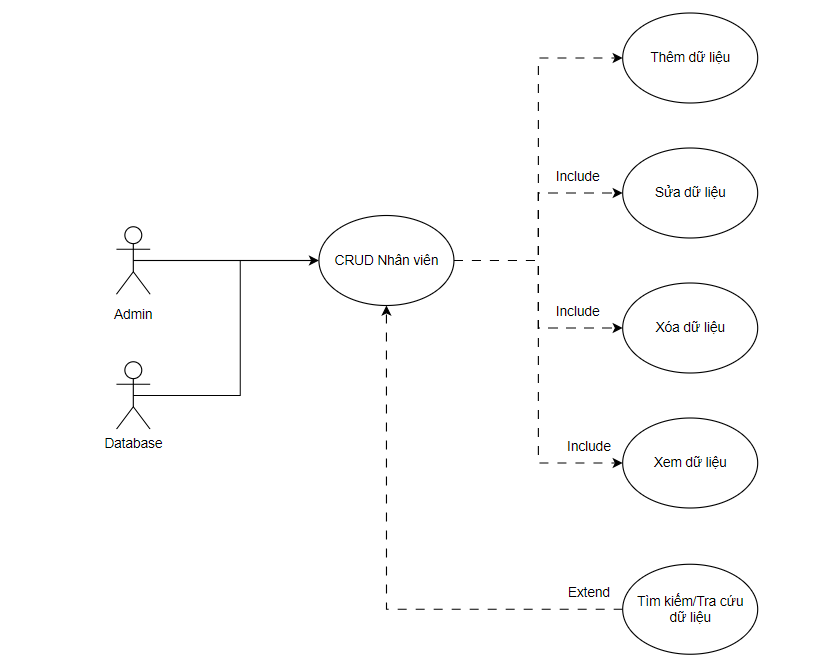 Thêm dữ liệu
Include
Sửa dữ liệu
CRUD Nhân viên
Admin
Include
Xóa dữ liệu
Database
Include
Xem dữ liệu
Extend
Tìm kiếm/Tra cứu
dữ liệu